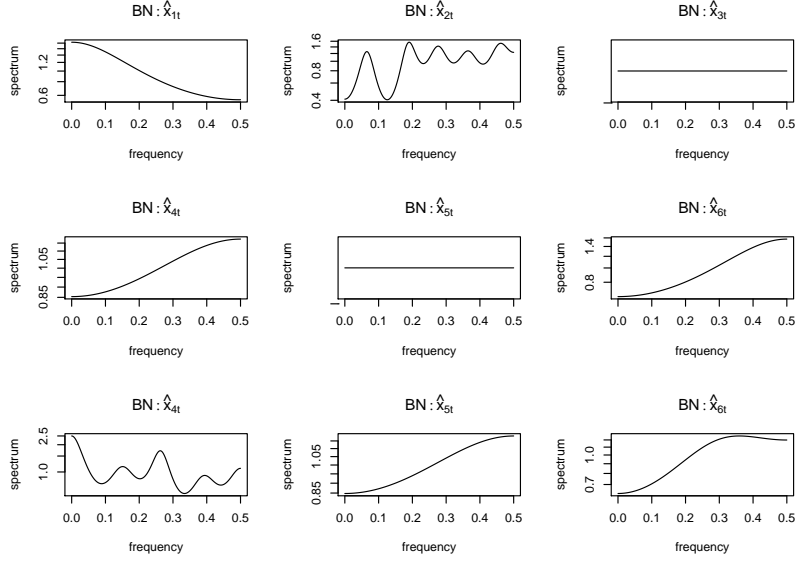 BN : x̂1t
BN : x̂2t
BN : x̂3t
spectrum
0.6 1.2
0.0 0.1 0.2 0.3 0.4 0.5
frequency
spectrum
0.4 0.8 1.6
0.0 0.1 0.2 0.3 0.4 0.5
frequency
spectrum
0.0 0.1 0.2 0.3 0.4 0.5
frequency
BN : x̂4t
BN : x̂5t
BN : x̂6t
spectrum
0.85 1.05
0.0 0.1 0.2 0.3 0.4 0.5
frequency
spectrum
0.0 0.1 0.2 0.3 0.4 0.5
frequency
spectrum
0.8 1.4
0.0 0.1 0.2 0.3 0.4 0.5
frequency
BN : x̂4t
BN : x̂5t
BN : x̂6t
spectrum
1.0 2.5
0.0 0.1 0.2 0.3 0.4 0.5
frequency
spectrum
0.85 1.05
0.0 0.1 0.2 0.3 0.4 0.5
frequency
spectrum
0.7 1.0
0.0 0.1 0.2 0.3 0.4 0.5
frequency